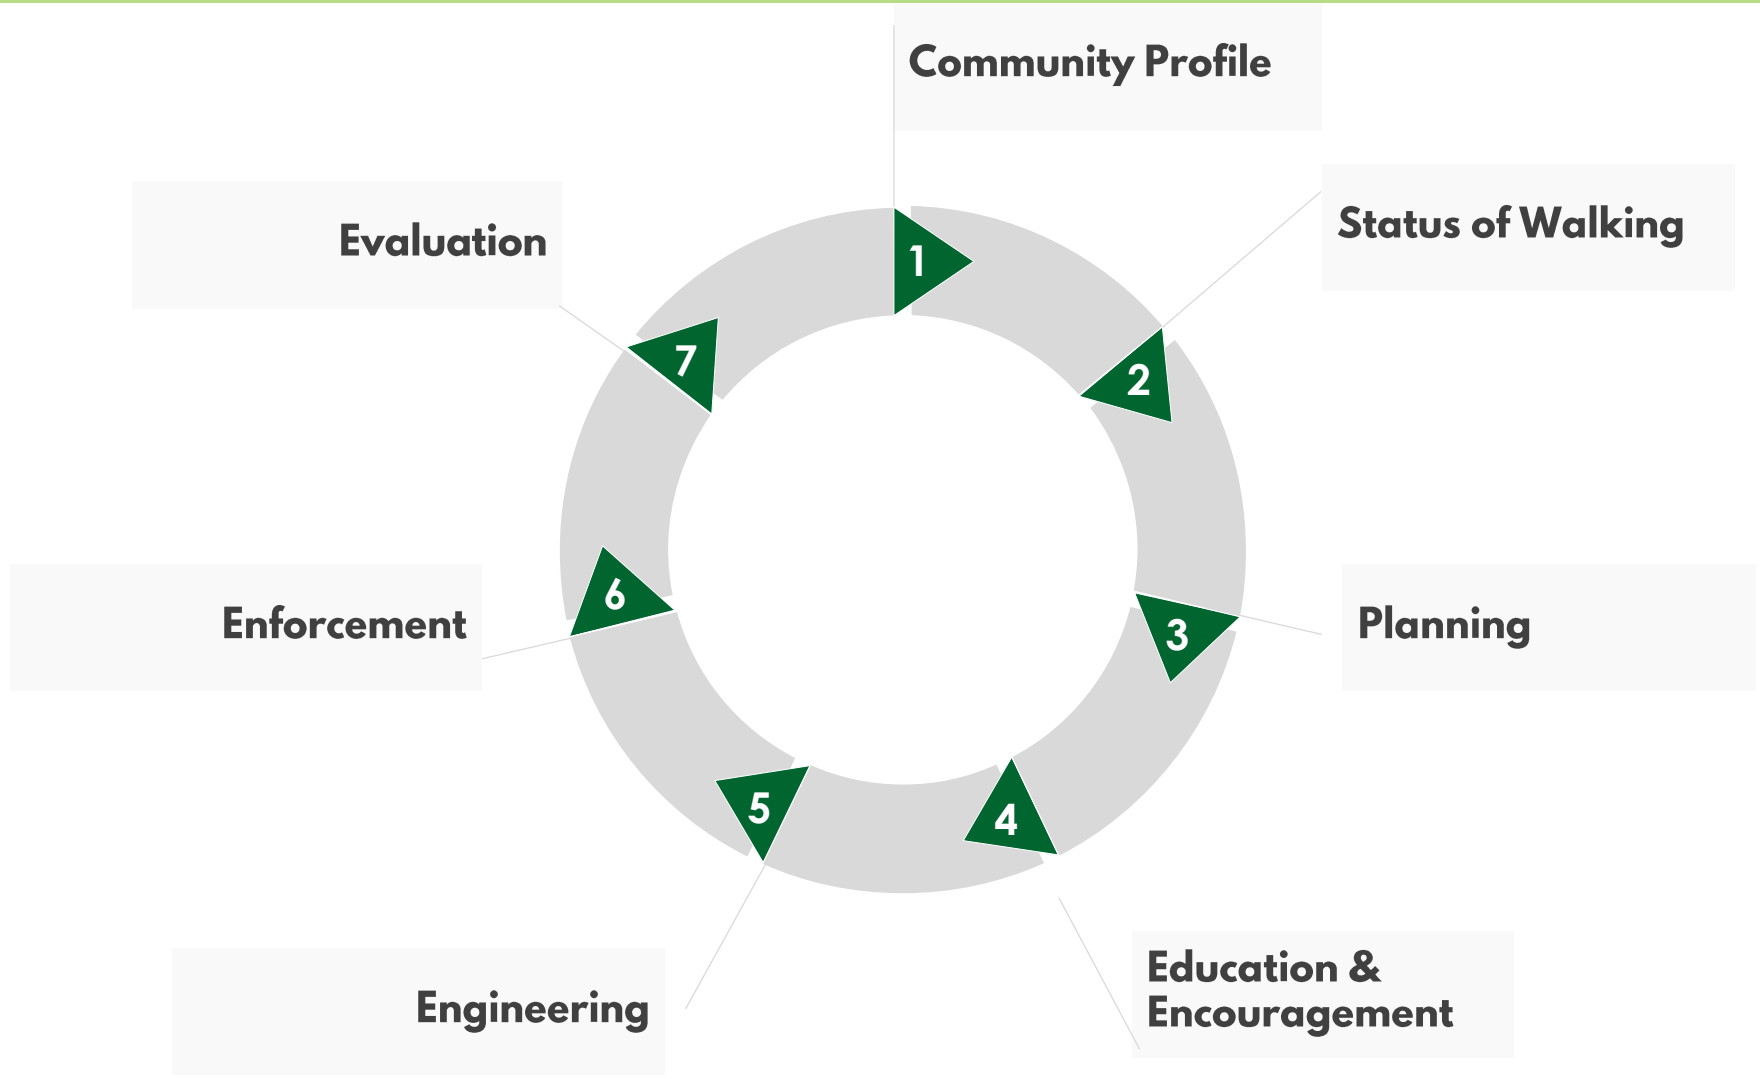 Community Profile
Status of Walking
Evaluation
1
2
7
Enforcement
6
3
Planning
5
4
Education &
Encouragement
Engineering